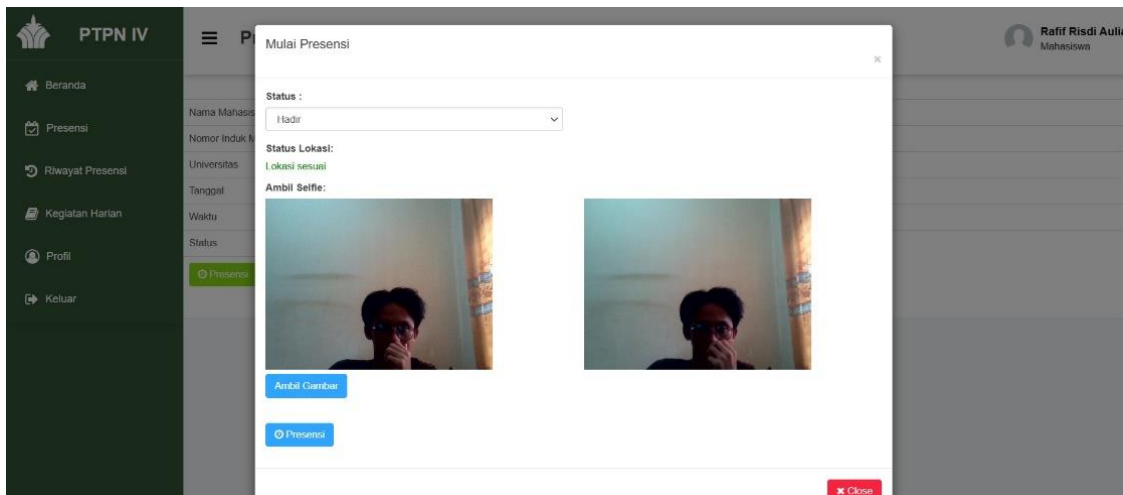 PTPN IV
Beranda
Presensi
Riwayat Presensi
Kegiatan Harian
Profil
Keluar
Rafif Risdi Aulia
Mahasiswa
Nama Mahasis
Nomor Induk M
Universitas
Tanggal
Waktu
Status
Presensi
Mulai Presensi
×
Status :
Hadir
Status Lokasi:
Lokasi sesuai
Ambil Selfie:
Ambil Gambar
Presensi
× Close